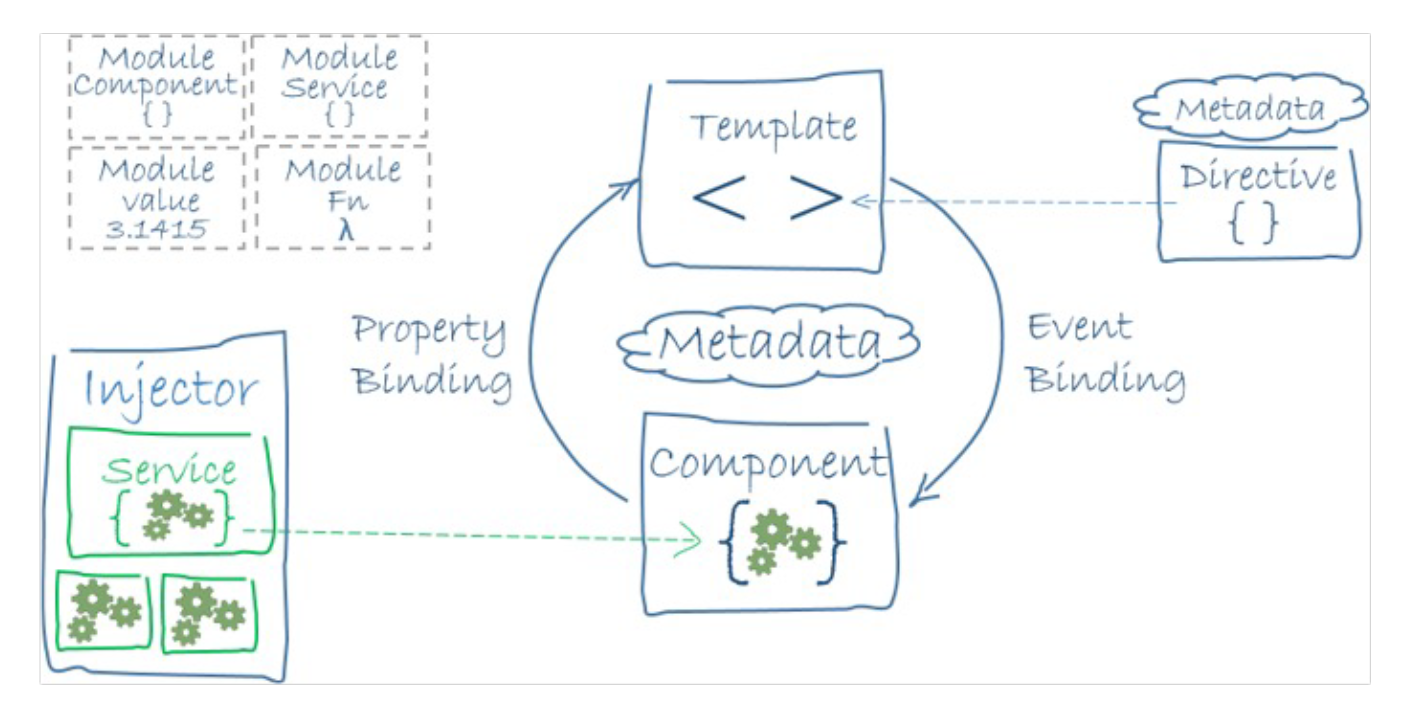 Module
Component
{ }
Module
Service
{ }
Module
value
3.1415
Module
Fn
λ
Template
< >
Metadata
Directive
{ }
Property
Binding
Metadata
Event
Binding
Injector
Service
{ }
Component
{ }